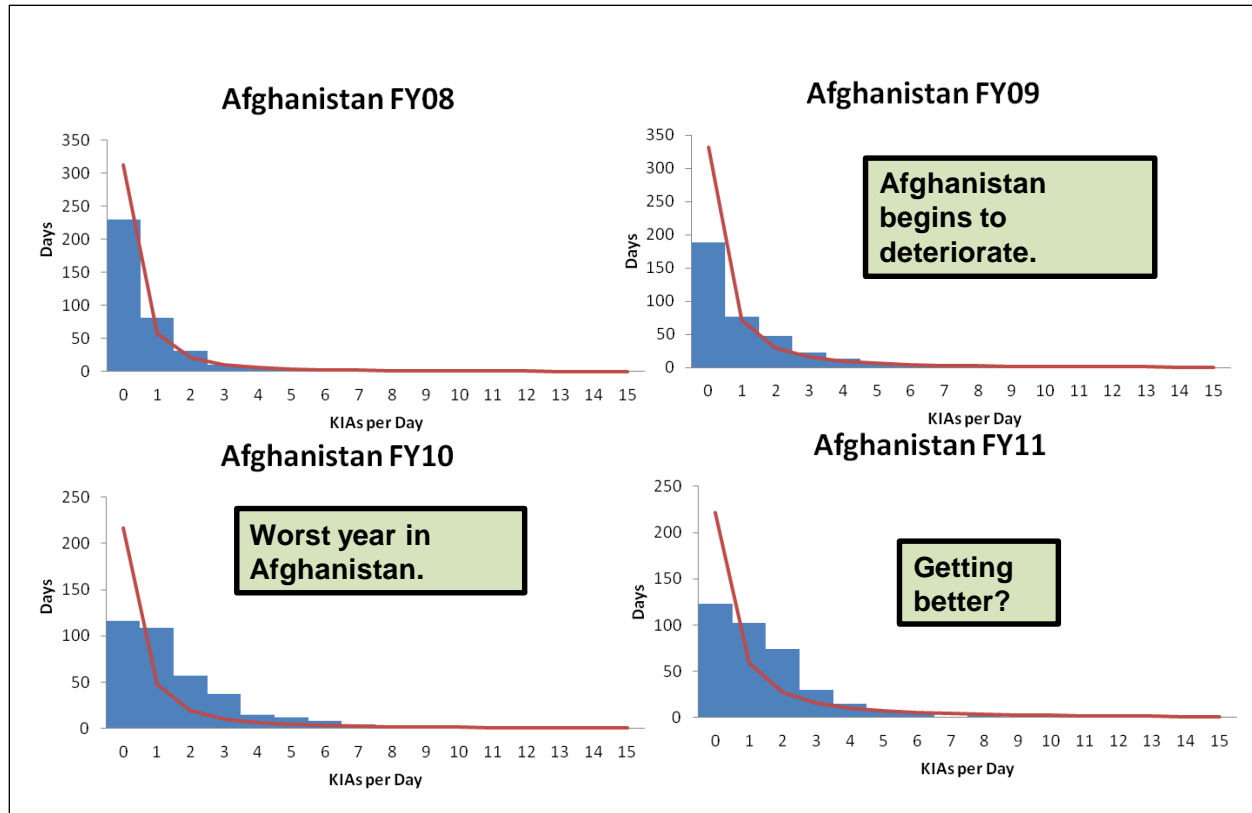 Afghanistan FY08
350
300
250
200
150
100
50
0
Days
0 1 2 3 4 5 6 7 8 9 10 11 12 13 14 15
KIAs per Day
Afghanistan FY09
350
300
250
200
150
100
50
0
Days
Afghanistan
begins to
deteriorate.
0 1 2 3 4 5 6 7 8 9 10 11 12 13 14 15
KIAs per Day
Afghanistan FY10
250
200
150
100
50
0
Days
Worst year in
Afghanistan.
0 1 2 3 4 5 6 7 8 9 10 11 12 13 14 15
KIAs per Day
Afghanistan FY11
250
200
150
100
50
0
Days
Getting
better?
0 1 2 3 4 5 6 7 8 9 10 11 12 13 14 15
KIAs per Day